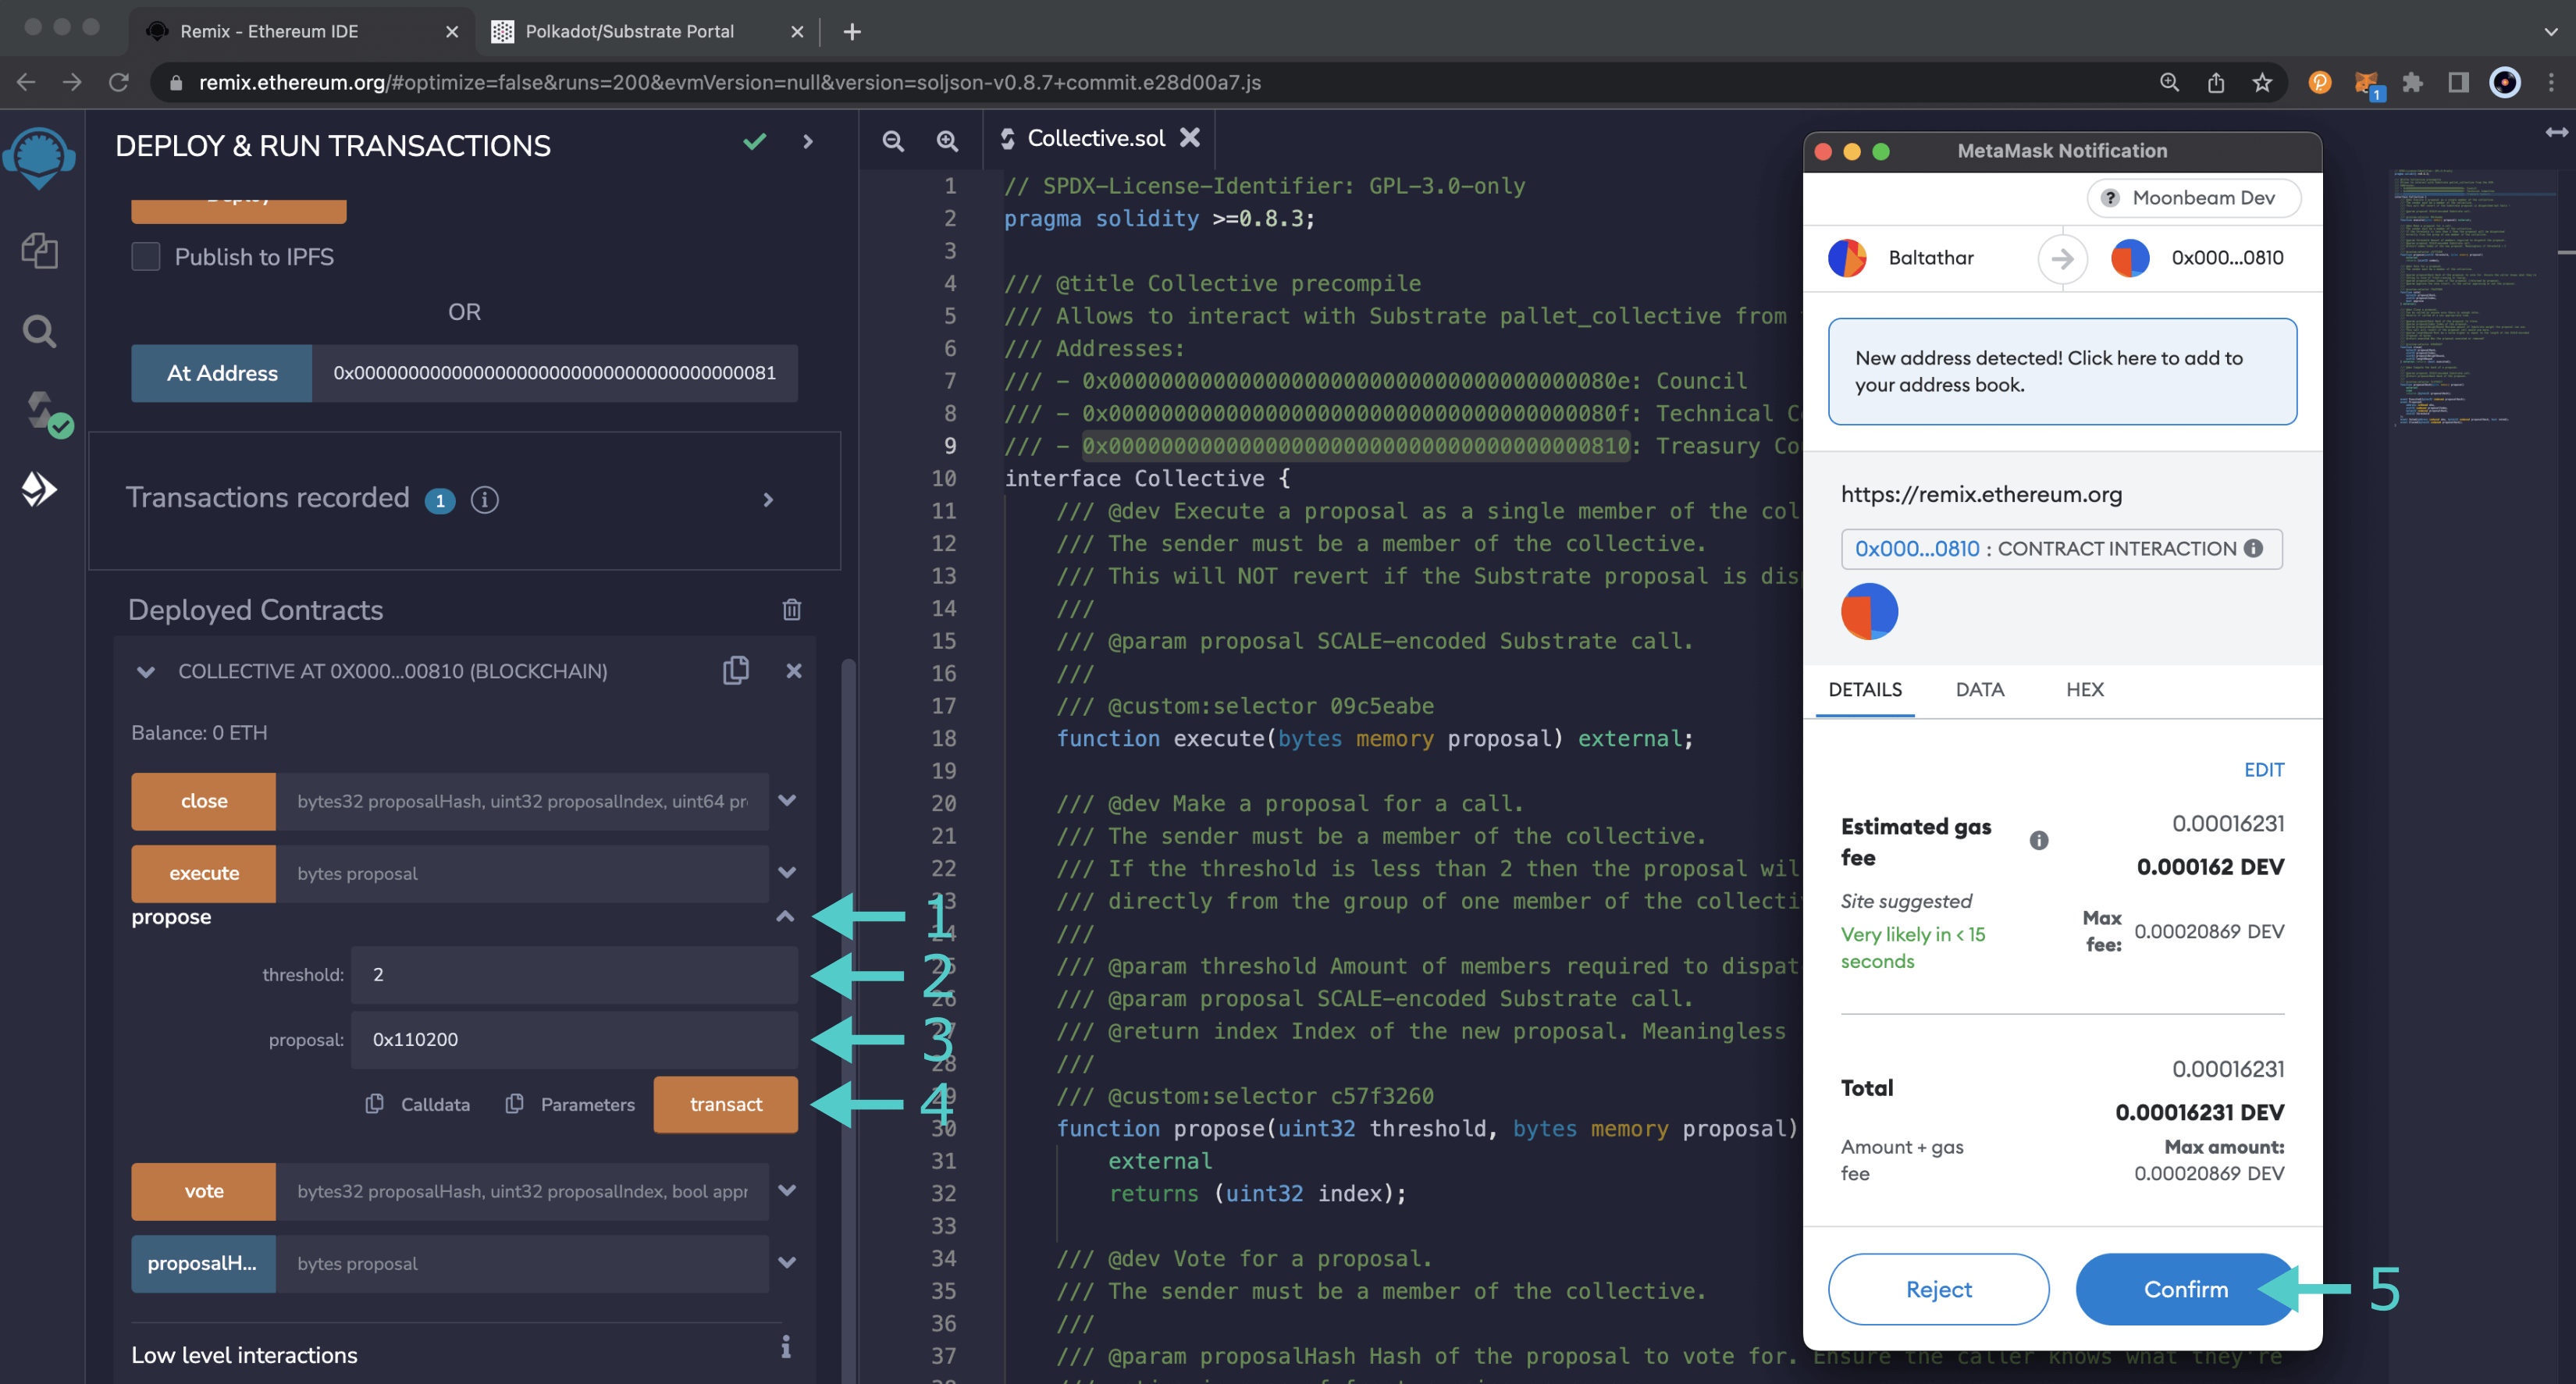 Remix - Ethereum IDE
Polkadot/Substrate Portal
remix.ethereum.org/#optimize=false&runs=200&evmVersion=null&version=soljson-v0.8.7+commit.e28d00a7.js
1
DEPLOY & RUN TRANSACTIONS
Deploy
Publish to IPFS
OR
At Address
0x00000000000000000000000000000000000081
Transactions recorded 1
Deployed Contracts
COLLECTIVE AT 0X000...00810 (BLOCKCHAIN)
Balance: 0 ETH
close
bytes32 proposalHash, uint32 proposalIndex, uint64 pr
execute
bytes proposal
propose
threshold:
2
proposal:
0x110200
Calldata
Parameters
transact
vote
bytes32 proposalHash, uint32 proposalIndex, bool appr
proposalH...
bytes proposal
Low level interactions
1
2
3
4
Collective.sol
1 // SPDX-License-Identifier: GPL-3.0-only
2 pragma solidity >=0.8.3;
3
4 /// @title Collective precompile
5 /// Allows to interact with Substrate pallet_collective from
6 /// Addresses:
7 /// - 0x000000000000000000000000000000000000080e: Council
8 /// - 0x000000000000000000000000000000000000080f: Technical C
9 /// - 0x0000000000000000000000000000000000000810: Treasury Co
10 interface Collective {
11 /// @dev Execute a proposal as a single member of the col
12 /// The sender must be a member of the collective.
13 /// This will NOT revert if the Substrate proposal is dis
14 ///
15 /// @param proposal SCALE-encoded Substrate call.
16 ///
17 /// @custom:selector 09c5eabe
18 function execute(bytes memory proposal) external;
19
20 /// @dev Make a proposal for a call.
21 /// The sender must be a member of the collective.
22 /// If the threshold is less than 2 then the proposal wil
23 /// directly from the group of one member of the collecti
24 ///
25 /// @param threshold Amount of members required to dispat
26 /// @param proposal SCALE-encoded Substrate call.
27 /// @return index Index of the new proposal. Meaningless
28 ///
29 /// @custom:selector c57f3260
30 function propose(uint32 threshold, bytes memory proposal)
31 external
32 returns (uint32 index);
33
34 /// @dev Vote for a proposal.
35 /// The sender must be a member of the collective.
36 ///
37 /// @param proposalHash Hash of the proposal to vote for. Ensure the caller knows what they're
MetaMask Notification
Moonbeam Dev
Baltathar
0x000...0810
New address detected! Click here to add to
your address book.
https://remix.ethereum.org
0x000...0810 : CONTRACT INTERACTION
DETAILS
DATA
HEX
EDIT
Estimated gas
fee
0.00016231
0.000162 DEV
Site suggested
Very likely in < 15
seconds
Max
fee:
0.00020869 DEV
Total
0.00016231
0.00016231 DEV
Amount + gas
fee
Max amount:
0.00020869 DEV
Reject
Confirm
5